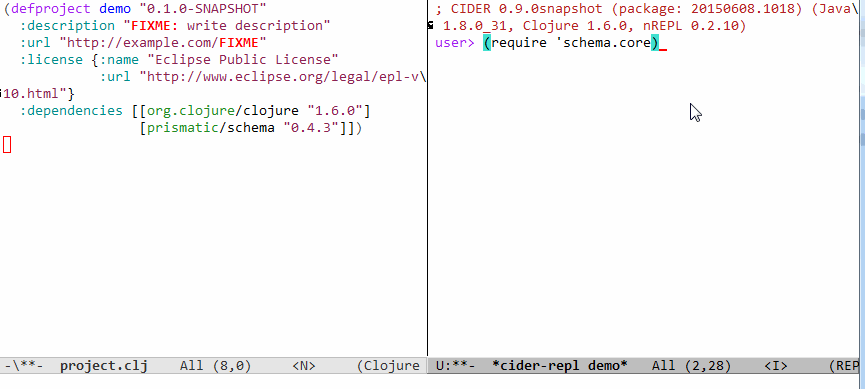 (defproject demo "0.1.0-SNAPSHOT"
  :description "FIXME: write description"
  :url "http://example.com/FIXME"
  :license {:name "Eclipse Public License"
            :url "http://www.eclipse.org/legal/epl-v\
10.html"}
  :dependencies [[org.clojure/clojure "1.6.0"]
                 [prismatic/schema "0.4.3"]])
-\**-  project.clj    All (8,0)     <N>     (Clojure
; CIDER 0.9.0snapshot (package: 20150608.1018) (Java\
 1.8.0_31, Clojure 1.6.0, nREPL 0.2.10)
user> (require 'schema.core)
U:**-  *cider-repl demo*   All (2,28)    <I>     (REP